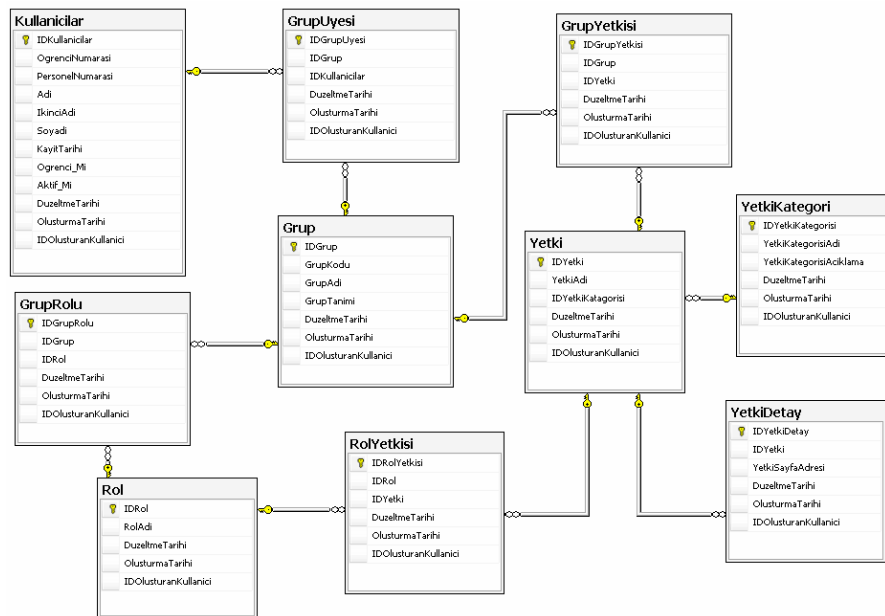 Kullanicilar
IDKullanicilar
OgrenciNumarasi
PersonelNumarasi
Adi
IkinciAdi
Soyadi
KayitTarihi
Ogrenci_Mi
Aktif_Mi
DuzeltmeTarihi
OlusturmaTarihi
IDOlusturanKullanici
GrupUyesi
IDGrupUyesi
IDGrup
IDKullanicilar
DuzeltmeTarihi
OlusturmaTarihi
IDOlusturanKullanici
GrupYetkisi
IDGrupYetkisi
IDGrup
IDYetki
DuzeltmeTarihi
OlusturmaTarihi
IDOlusturanKullanici
Grup
IDGrup
GrupKodu
GrupAdi
GrupTanimi
DuzeltmeTarihi
OlusturmaTarihi
IDOlusturanKullanici
Yetki
IDYetki
YetkiAdi
IDYetkiKatagorisi
DuzeltmeTarihi
OlusturmaTarihi
IDOlusturanKullanici
YetkiKategori
IDYetkiKategorisi
YetkiKategorisiAdi
YetkiKategorisiAciklama
DuzeltmeTarihi
OlusturmaTarihi
IDOlusturanKullanici
GrupRolu
IDGrupRolu
IDGrup
IDRol
DuzeltmeTarihi
OlusturmaTarihi
IDOlusturanKullanici
RolYetkisi
IDRolYetkisi
IDRol
IDYetki
DuzeltmeTarihi
OlusturmaTarihi
IDOlusturanKullanici
YetkiDetay
IDYetkiDetay
IDYetki
YetkiSayfaAdresi
DuzeltmeTarihi
OlusturmaTarihi
IDOlusturanKullanici
Rol
IDRol
RolAdi
DuzeltmeTarihi
OlusturmaTarihi
IDOlusturanKullanici